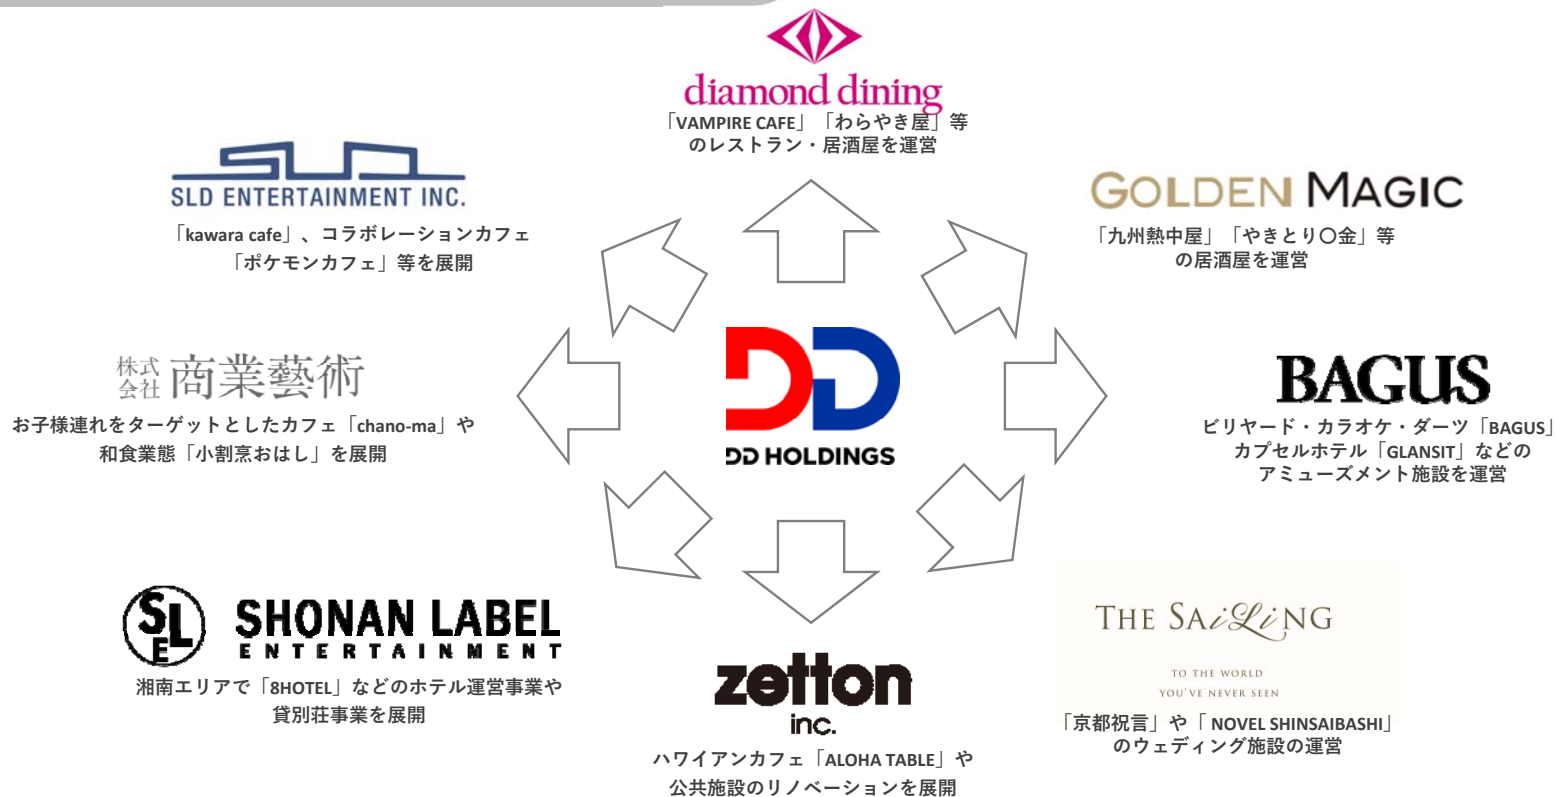 diamond dining
「VAMPIRE CAFE」「わらやき屋」等
のレストラン・居酒屋を運営
SLD ENTERTAINMENT INC.
「kawara cafe」、コラボレーションカフェ
「ポケモンカフェ」等を展開
GOLDEN MAGIC
「九州熱中屋」「やきとり〇金」等
の居酒屋を運営
株式会社 商業藝術
お子様連れをターゲットとしたカフェ「chano-ma」や
和食業態「小割烹おはし」を展開
DD HOLDINGS
BAGUS
ビリヤード・カラオケ・ダーツ「BAGUS」
カプセルホテル「GLANSIT」などの
アミューズメント施設を運営
SLE
SHONAN LABEL
ENTERTAINMENT
湘南エリアで「8HOTEL」などのホテル運営事業や
貸別荘事業を展開
zetton
inc.
ハワイアンカフェ「ALOHA TABLE」や
公共施設のリノベーションを展開
THE SAiLiNG
TO THE WORLD
YOU'VE NEVER SEEN
「京都祝言」や「 NOVEL SHINSAIBASHI」
のウェディング施設の運営